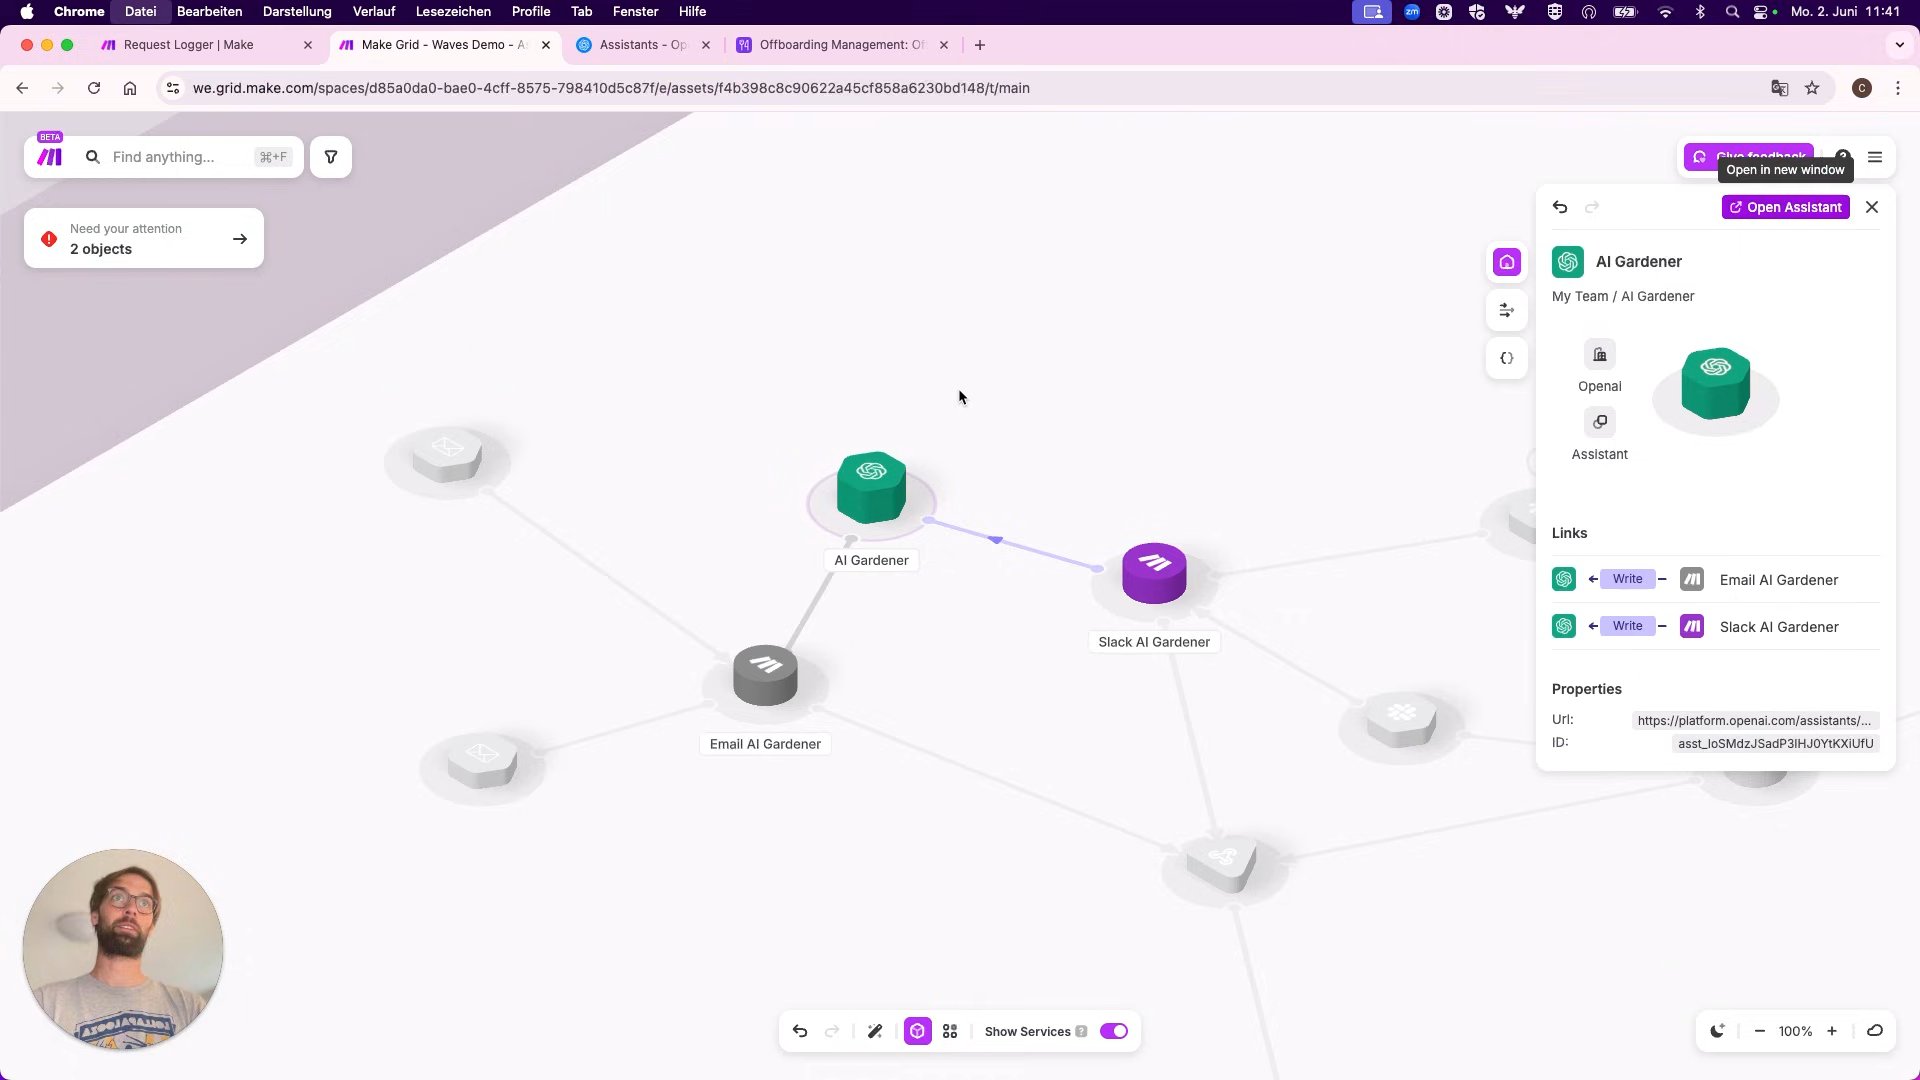 Chrome Datei Bearbeiten Darstellung Verlauf Lesezeichen Profile Tab Fenster Hilfe zm Mo. 2. Juni 11:41
Request Logger | Make
Make Grid - Waves Demo -
Assistants - Op
Offboarding Management: Of
we.grid.make.com/spaces/d85a0da0-bae0-4cff-8575-798410d5c87f/e/assets/f4b398c8c90622a45cf858a6230bd148/t/main
C
BETA
Find anything...
⌘+F
Give feedback
Open in new window
Need your attention
2 objects
Open Assistant
AI Gardener
My Team / AI Gardener
Openai
Assistant
Links
Write
Email AI Gardener
Write
Slack AI Gardener
Properties
Url:
https://platform.openai.com/assistants/...
ID:
asst_IoSMdzJSadP3IHJ0YtKXiUfU
AI Gardener
Slack AI Gardener
Email AI Gardener
Show Services ?
100%